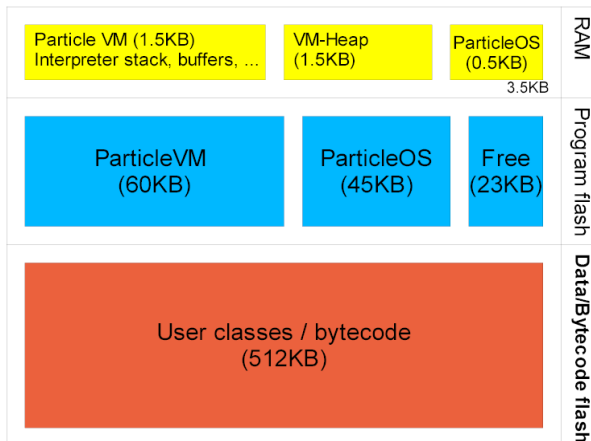 Particle VM (1.5KB)
Interpreter stack, buffers, ...
VM-Heap
(1.5KB)
ParticleOS
(0.5KB)
3.5KB
RAM
ParticleVM
(60KB)
ParticleOS
(45KB)
Free
(23KB)
Program flash
User classes / bytecode
(512KB)
Data/Bytecode flash